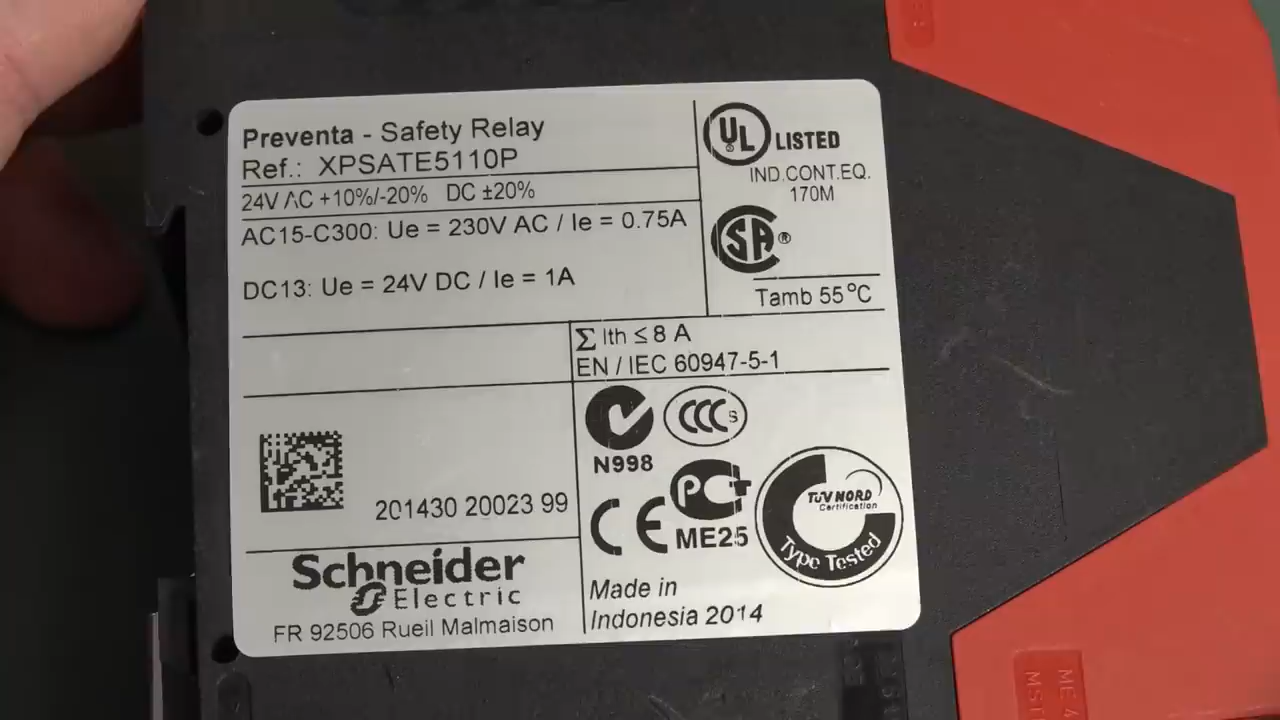 Preventa - Safety Relay
Ref.: XPSATE5110P
24V AC +10%/-20% DC ±20%
AC15-C300: Ue = 230V AC / Ie = 0.75A
DC13: Ue = 24V DC / Ie = 1A
UL LISTED
IND.CONT.EQ.
170M
CSA ®
Tamb 55°C
Σ Ith ≤ 8 A
EN / IEC 60947-5-1
CCC S
N998
201430 20023 99
CE
PCT
ME25
TÜV NORD
Certification
Type Tested
Schneider
Electric
FR 92506 Rueil Malmaison
Made in
Indonesia 2014